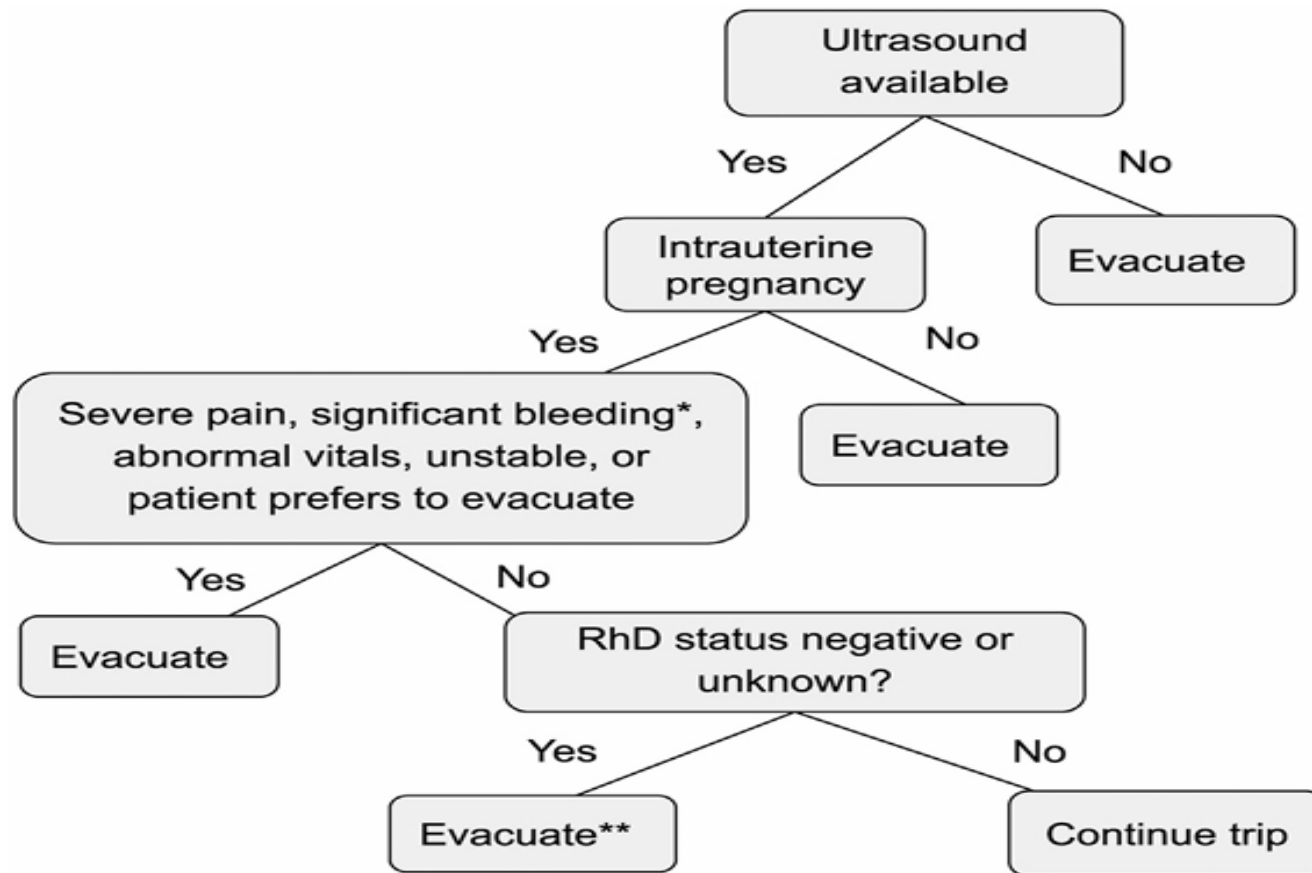 Ultrasound
available
Yes
No
Intrauterine
pregnancy
Evacuate
Yes
No
Severe pain, significant bleeding*,
abnormal vitals, unstable, or
patient prefers to evacuate
Evacuate
Yes
No
Evacuate
RhD status negative or
unknown?
Yes
No
Evacuate**
Continue trip